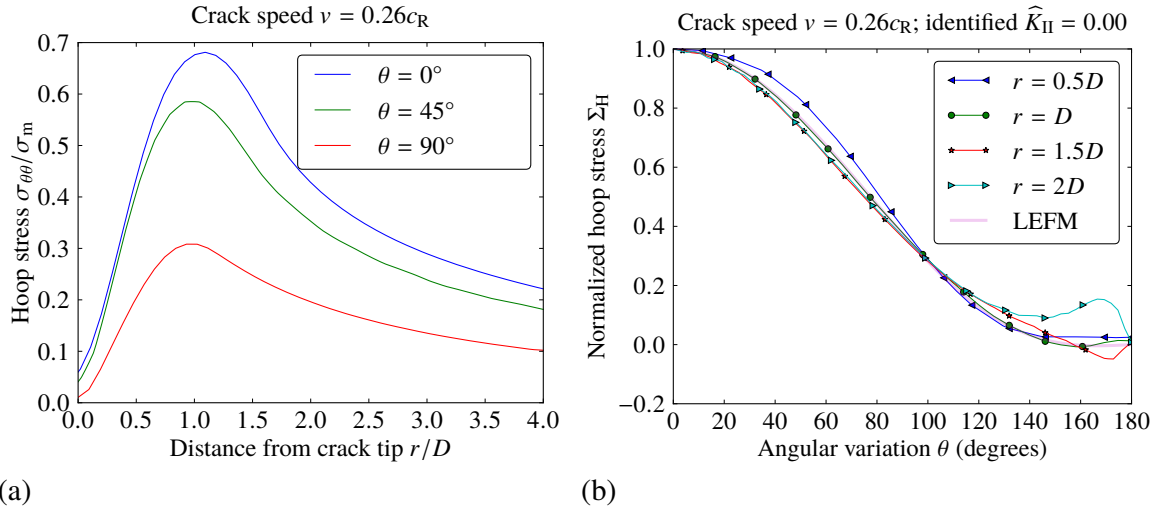 Crack speed v = 0.26c_R
Hoop stress σ_θθ/σ_m
0.7
0.6
0.5
0.4
0.3
0.2
0.1
0.0
θ = 0°
θ = 45°
θ = 90°
0.0 0.5 1.0 1.5 2.0 2.5 3.0 3.5 4.0
Distance from crack tip r/D
(a)
Crack speed v = 0.26c_R; identified K̂_II = 0.00
Normalized hoop stress Σ_H
1.0
0.8
0.6
0.4
0.2
0.0
−0.2
r = 0.5D
r = D
r = 1.5D
r = 2D
LEFM
0 20 40 60 80 100 120 140 160 180
Angular variation θ (degrees)
(b)